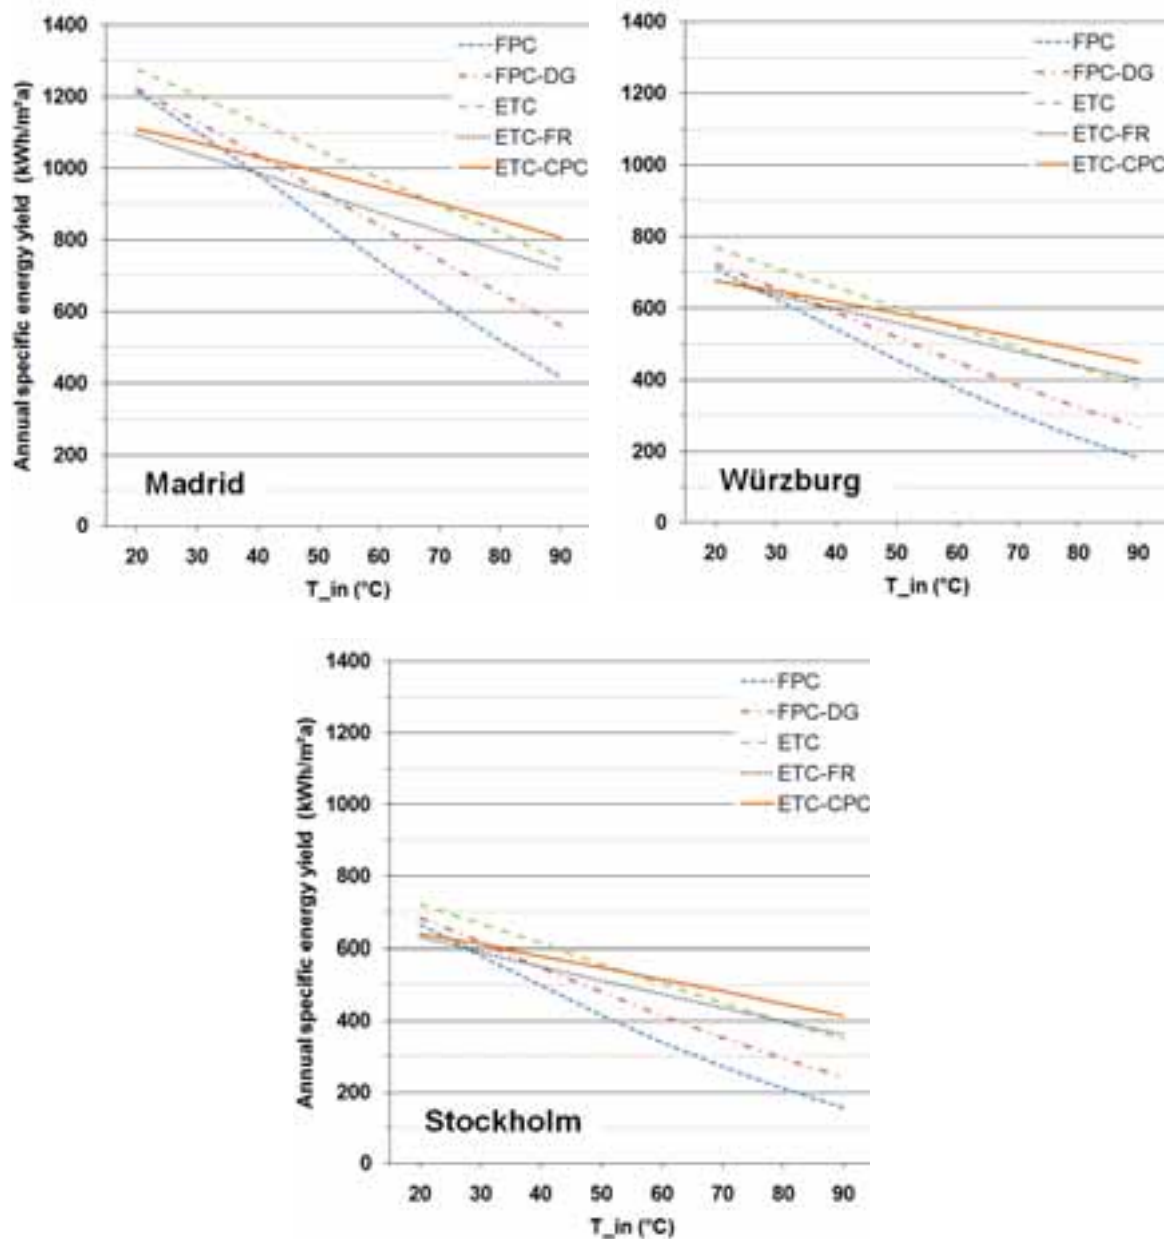 Annual specific energy yield (kWh/m²a)
1400
1200
1000
800
600
400
200
0
FPC
FPC-DG
ETC
ETC-FR
ETC-CPC
Madrid
20 30 40 50 60 70 80 90
T_in (°C)
1400
1200
1000
800
600
400
200
0
FPC
FPC-DG
ETC
ETC-FR
ETC-CPC
Würzburg
20 30 40 50 60 70 80 90
T_in (°C)
Annual specific energy yield (kWh/m²a)
1400
1200
1000
800
600
400
200
0
FPC
FPC-DG
ETC
ETC-FR
ETC-CPC
Stockholm
20 30 40 50 60 70 80 90
T_in (°C)